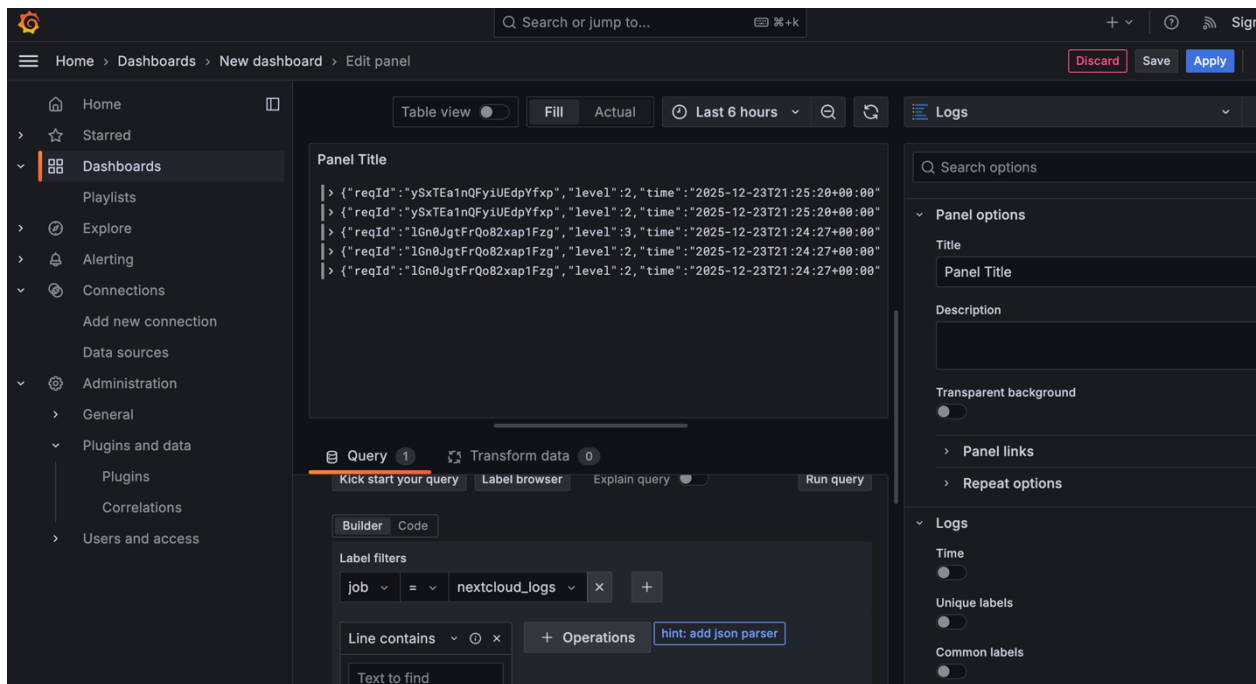 Search or jump to... ⌘+k
Home › Dashboards › New dashboard › Edit panel
Discard Save Apply
Home
Starred
Dashboards
Playlists
Explore
Alerting
Connections
Add new connection
Data sources
Administration
General
Plugins and data
Plugins
Correlations
Users and access
Table view Fill Actual Last 6 hours
Panel Title
{"reqId":"ySxTEa1nQFyiUEdpYfxp","level":2,"time":"2025-12-23T21:25:20+00:00"
{"reqId":"ySxTEa1nQFyiUEdpYfxp","level":2,"time":"2025-12-23T21:25:20+00:00"
{"reqId":"lGn0JgtFrQo82xap1Fzg","level":3,"time":"2025-12-23T21:24:27+00:00"
{"reqId":"lGn0JgtFrQo82xap1Fzg","level":2,"time":"2025-12-23T21:24:27+00:00"
{"reqId":"lGn0JgtFrQo82xap1Fzg","level":2,"time":"2025-12-23T21:24:27+00:00"
Query 1 Transform data 0
Kick start your query Label browser Explain query Run query
Builder Code
Label filters
job = nextcloud_logs
Line contains + Operations hint: add json parser
Text to find
Logs
Search options
Panel options
Title
Panel Title
Description
Transparent background
Panel links
Repeat options
Logs
Time
Unique labels
Common labels